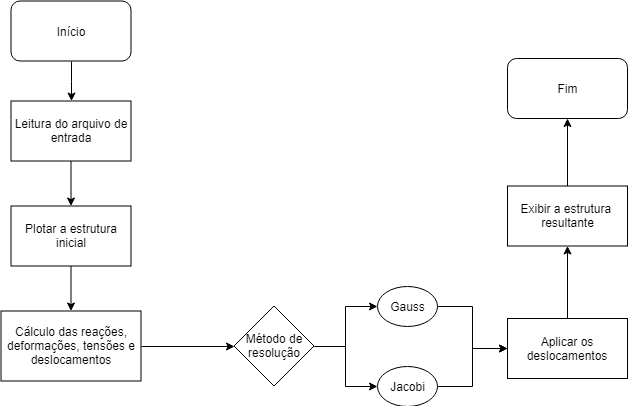 Início
Leitura do arquivo de
entrada
Plotar a estrutura
inicial
Cálculo das reações,
deformações, tensões e
deslocamentos
Método de
resolução
Gauss
Jacobi
Aplicar os
deslocamentos
Exibir a estrutura
resultante
Fim